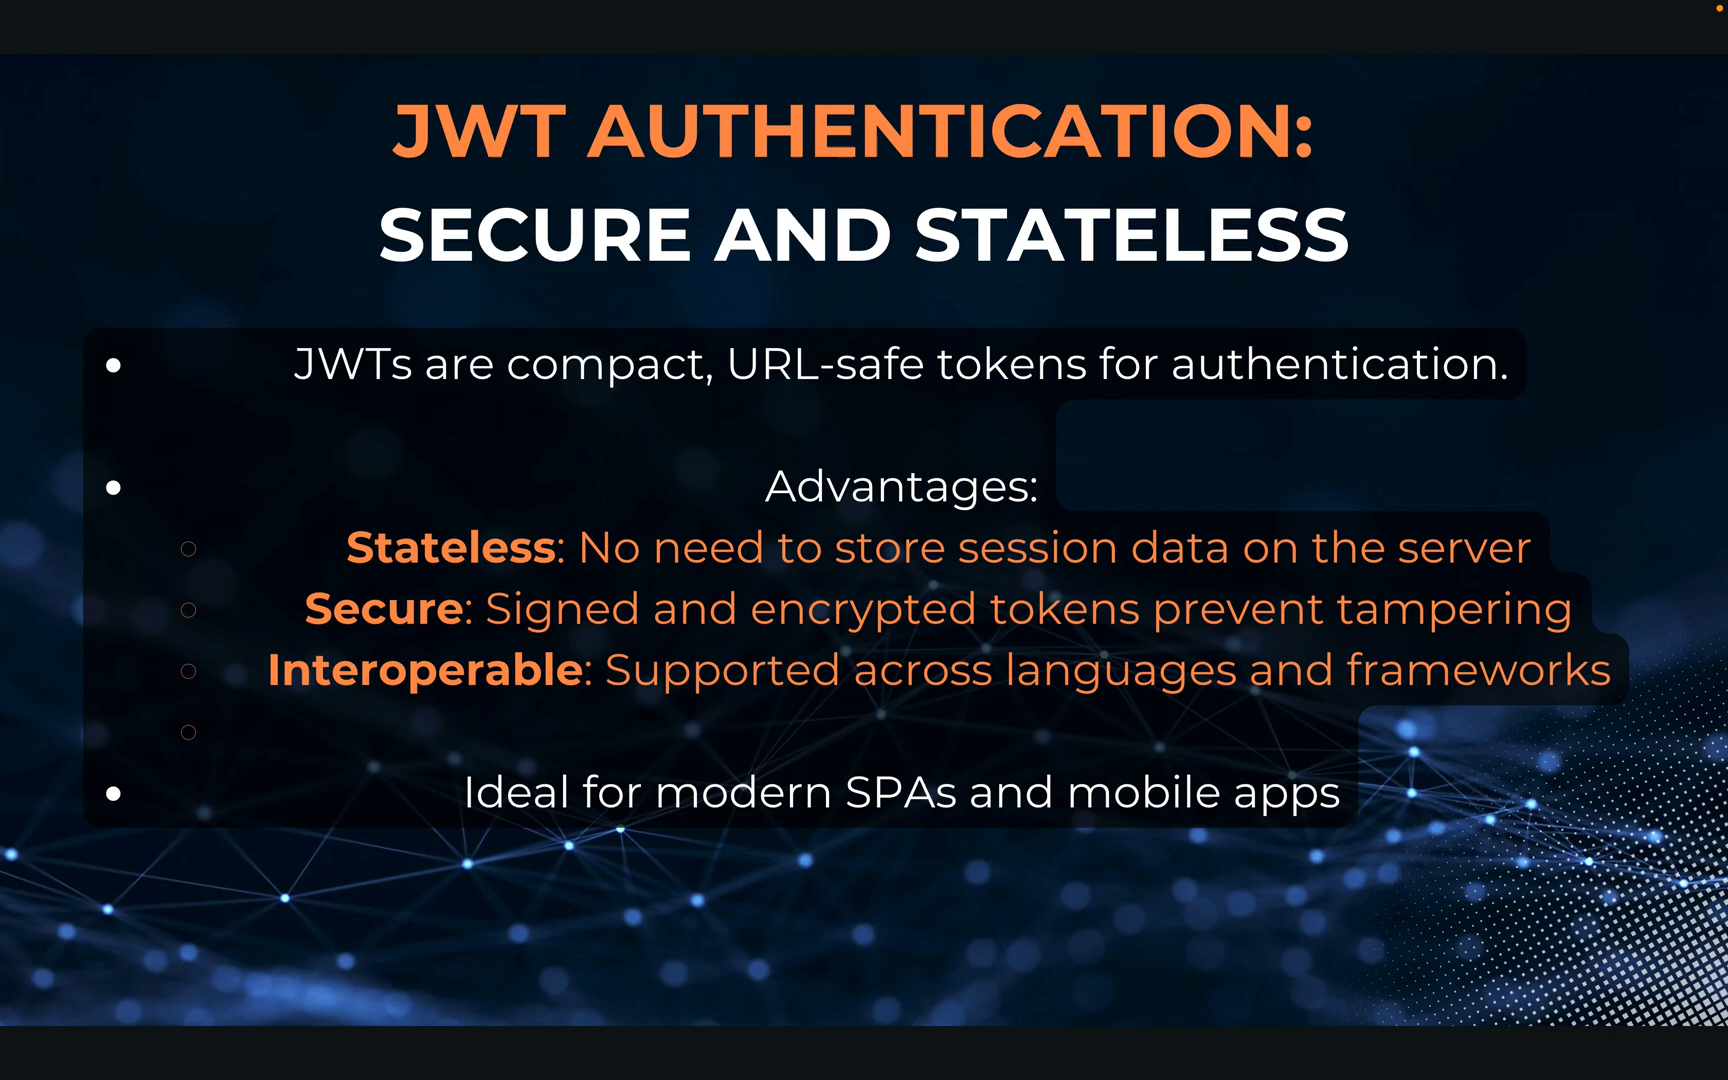 JWT AUTHENTICATION:
SECURE AND STATELESS
JWTs are compact, URL-safe tokens for authentication.
Advantages:
Stateless: No need to store session data on the server
Secure: Signed and encrypted tokens prevent tampering
Interoperable: Supported across languages and frameworks
Ideal for modern SPAs and mobile apps